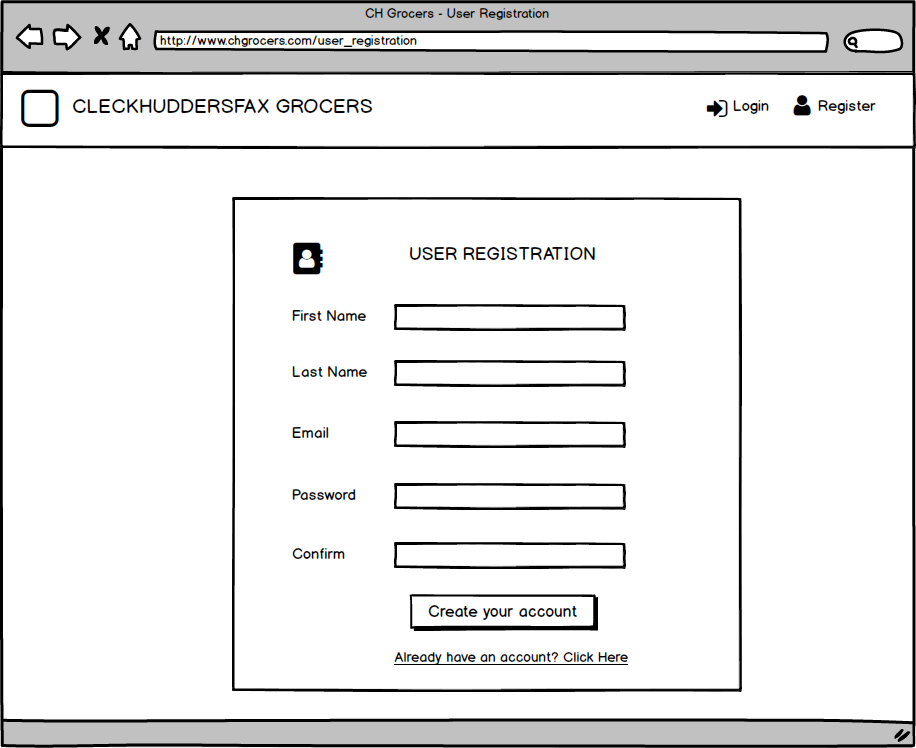 CH Grocers - User Registration
http://www.chgrocers.com/user_registration
CLECKHUDDERSFAX GROCERS
Login
Register
USER REGISTRATION
First Name
Last Name
Email
Password
Confirm
Create your account
Already have an account? Click Here